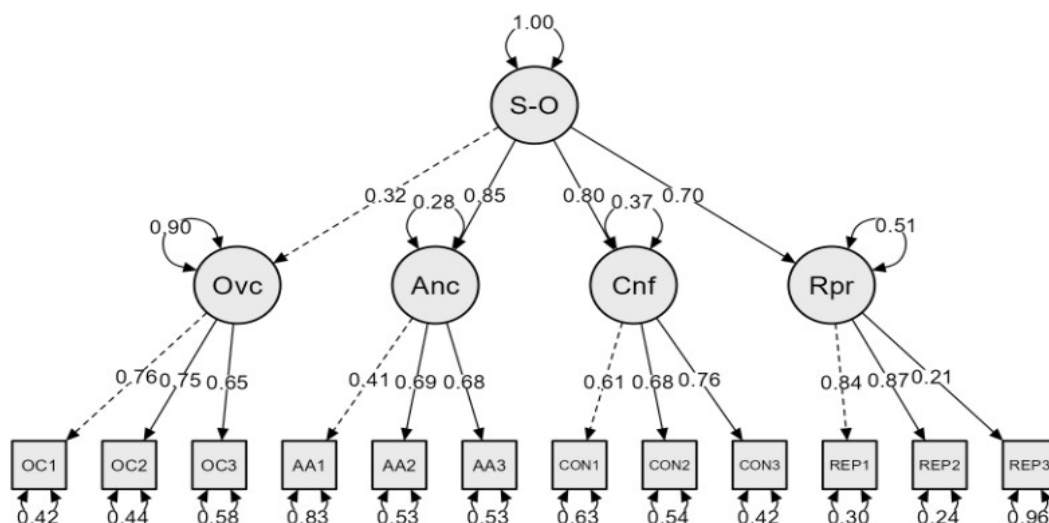 1.00
S-O
0.32 0.85 0.80 0.70
0.90 0.28 0.37 0.51
Ovc Anc Cnf Rpr
0.76 0.75 0.65 0.41 0.69 0.68 0.61 0.68 0.76 0.84 0.87 0.21
OC1 OC2 OC3 AA1 AA2 AA3 CON1 CON2 CON3 REP1 REP2 REP3
0.42 0.44 0.58 0.83 0.53 0.53 0.63 0.54 0.42 0.30 0.24 0.96